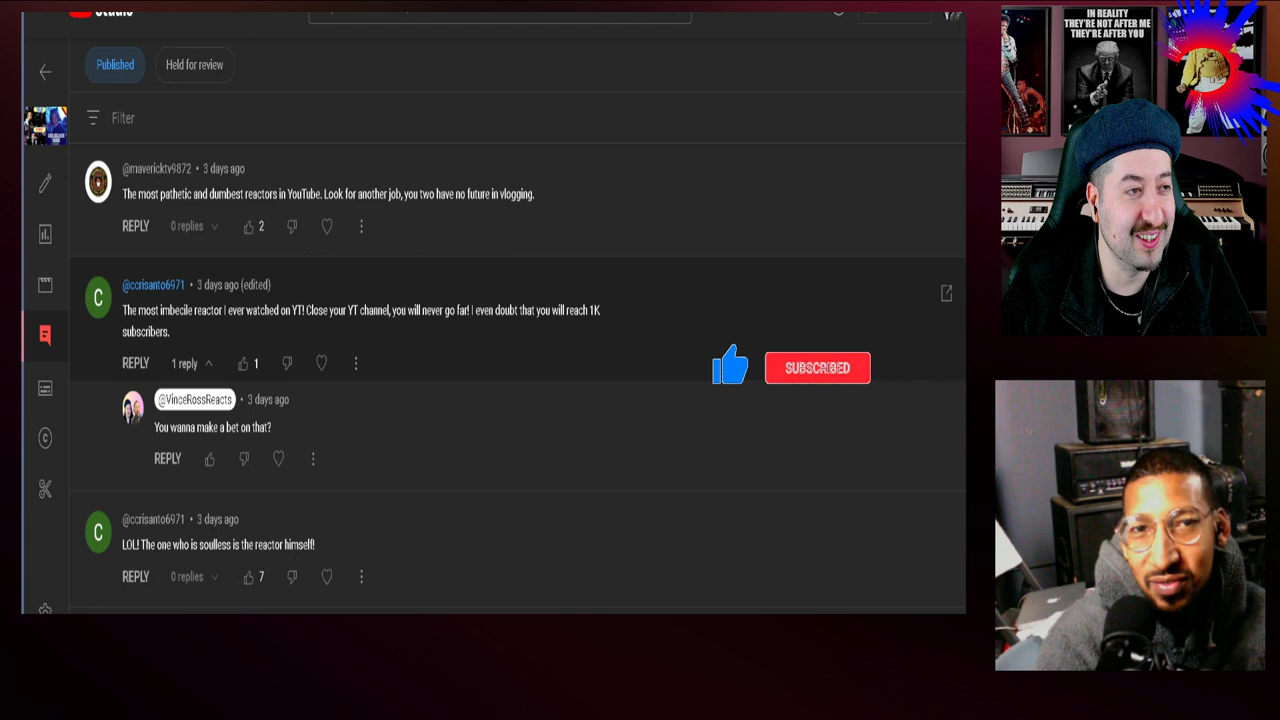 Studio
Published
Held for review
Filter
@mavericktv9872 • 3 days ago
The most pathetic and dumbest reactors in YouTube. Look for another job, you two have no future in vlogging.
REPLY 0 replies 2
@ccrisanto6971 • 3 days ago (edited)
The most imbecile reactor I ever watched on YT! Close your YT channel, you will never go far! I even doubt that you will reach 1K
subscribers.
REPLY 1 reply 1
@VinceRossReacts • 3 days ago
You wanna make a bet on that?
REPLY
@ccrisanto6971 • 3 days ago
LOL! The one who is soulless is the reactor himself!
REPLY 0 replies 7
SUBSCRIBED
IN REALITY
THEY'RE NOT AFTER ME
THEY'RE AFTER YOU